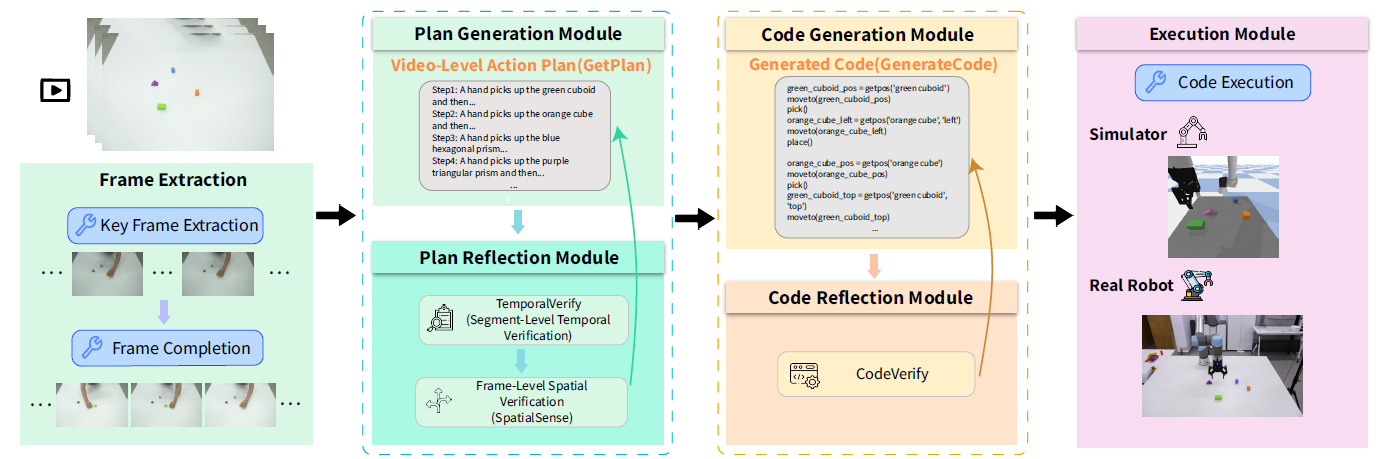 Frame Extraction
Key Frame Extraction
...
...
...
Frame Completion
...
...
Plan Generation Module
Video-Level Action Plan(GetPlan)
Step1: A hand picks up the green cuboid
and then...
Step2: A hand picks up the orange cube
and then...
Step3: A hand picks up the blue
hexagonal prism...
Step4: A hand picks up the purple
triangular prism and then...
...
Plan Reflection Module
TemporalVerify
(Segment-Level Temporal
Verification)
Frame-Level Spatial
Verification
(SpatialSense)
Code Generation Module
Generated Code(GenerateCode)
green_cuboid_pos = getpos('green cuboid')
moveto(green_cuboid_pos)
pick()
orange_cube_left = getpos('orange cube', 'left')
moveto(orange_cube_left)
place()
orange_cube_pos = getpos('orange cube')
moveto(orange_cube_pos)
pick()
green_cuboid_top = getpos('green cuboid',
'top')
moveto(green_cuboid_top)
...
Code Reflection Module
CodeVerify
Execution Module
Code Execution
Simulator
Real Robot